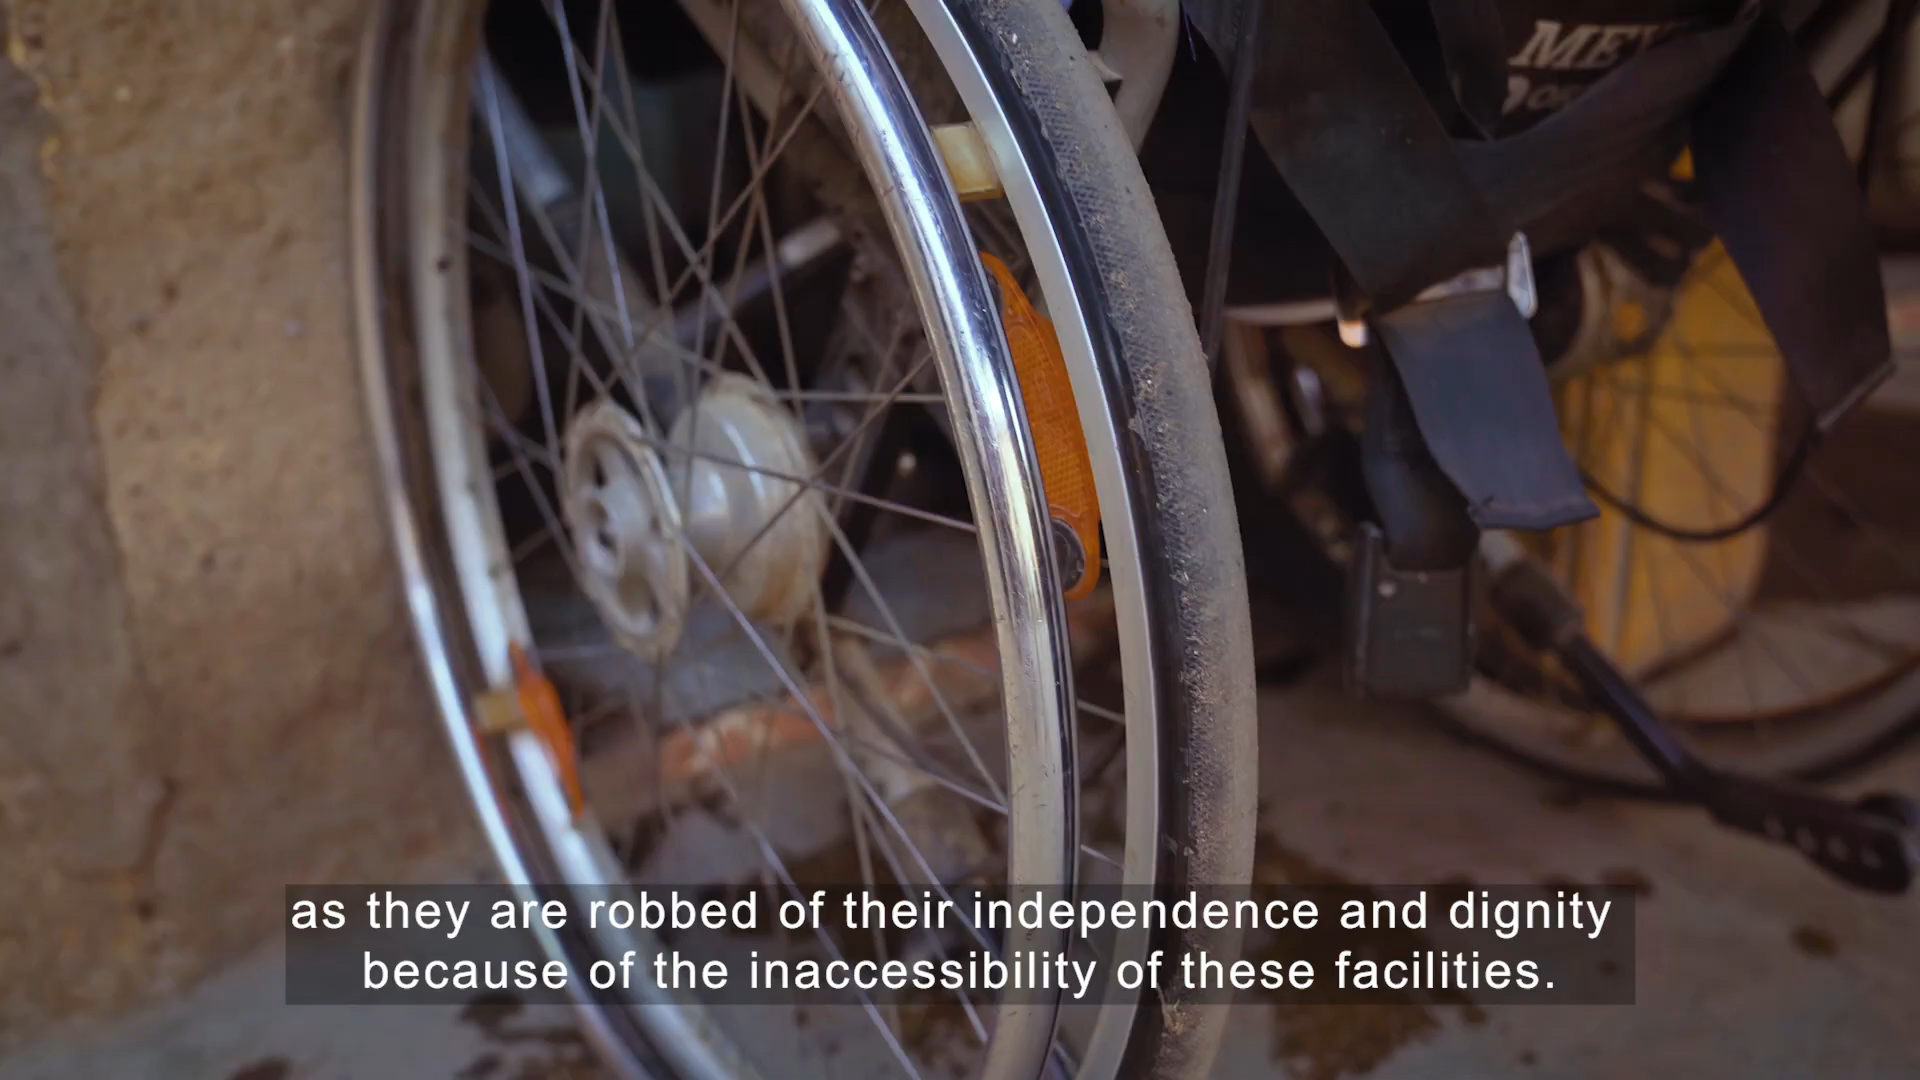 as they are robbed of their independence and dignity
because of the inaccessibility of these facilities.